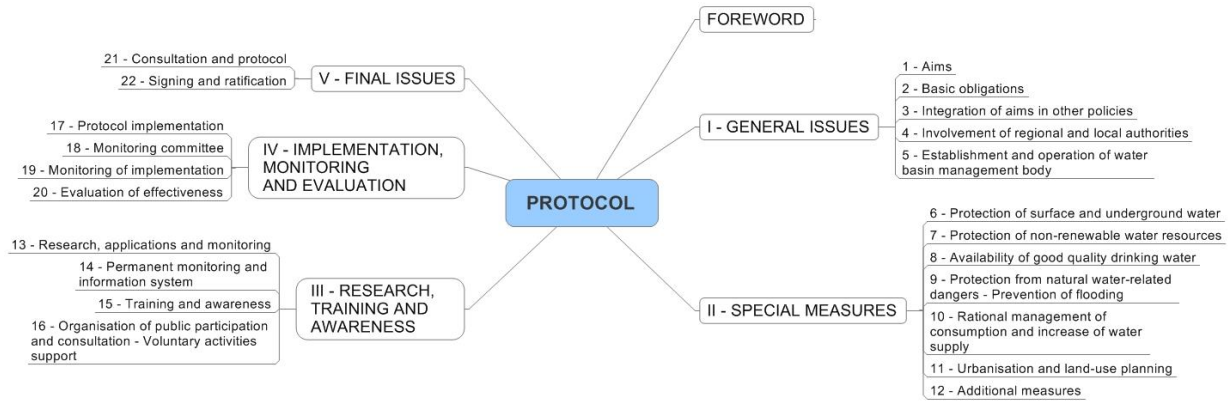 PROTOCOL
FOREWORD
I - GENERAL ISSUES
1 - Aims
2 - Basic obligations
3 - Integration of aims in other policies
4 - Involvement of regional and local authorities
5 - Establishment and operation of water
basin management body
II - SPECIAL MEASURES
6 - Protection of surface and underground water
7 - Protection of non-renewable water resources
8 - Availability of good quality drinking water
9 - Protection from natural water-related
dangers - Prevention of flooding
10 - Rational management of
consumption and increase of water
supply
11 - Urbanisation and land-use planning
12 - Additional measures
III - RESEARCH,
TRAINING AND
AWARENESS
13 - Research, applications and monitoring
14 - Permanent monitoring and
information system
15 - Training and awareness
16 - Organisation of public participation
and consultation - Voluntary activities
support
IV - IMPLEMENTATION,
MONITORING
AND EVALUATION
17 - Protocol implementation
18 - Monitoring committee
19 - Monitoring of implementation
20 - Evaluation of effectiveness
V - FINAL ISSUES
21 - Consultation and protocol
22 - Signing and ratification